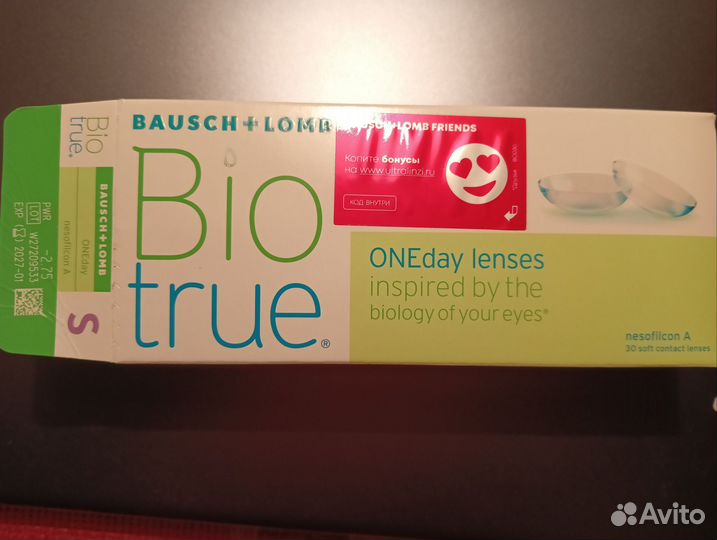 BAUSCH + LOMB
Bio
true®
BAUSCH+LOMB FRIENDS
Копите бонусы
на www.ultralinzi.ru
КОД ВНУТРИ
ONEday lenses
inspired by the
biology of your eyes®
nesofilcon A
30 soft contact lenses
Bio
true®
BAUSCH + LOMB
ONEday
nesofilcon A
S
PWR -2.75
LOT W27209533
EXP 2027-01
Avito